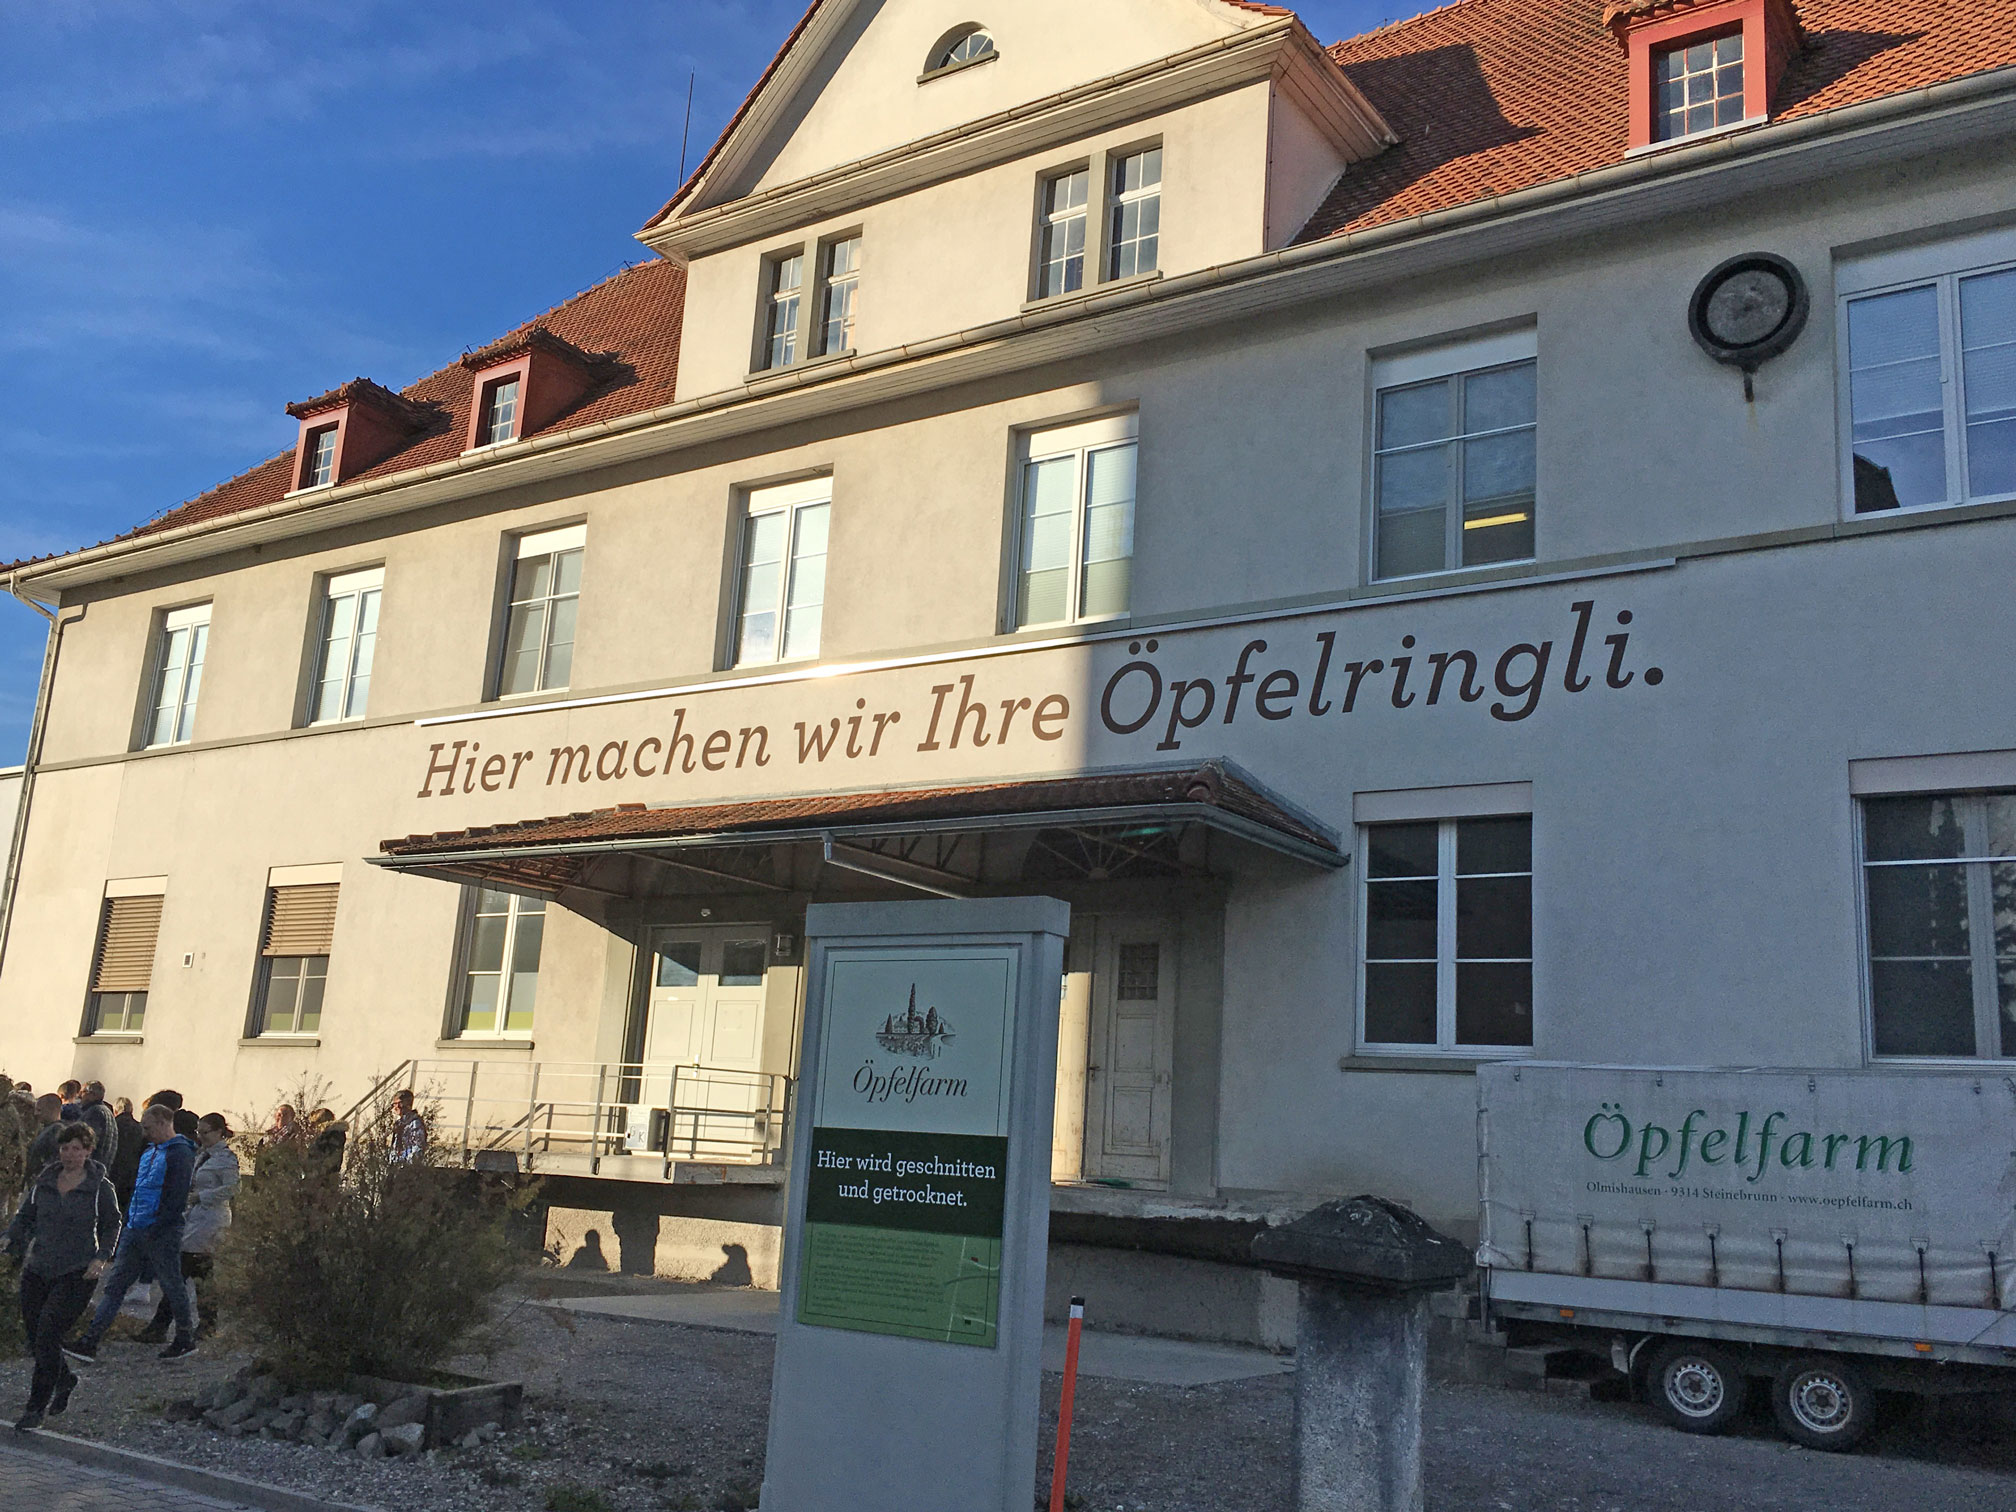 Hier machen wir Ihre Öpfelringli.
Öpfelfarm
Hier wird geschnitten
und getrocknet.
Öpfelfarm
Olmishausen · 9314 Steinebrunn · www.oepfelfarm.ch